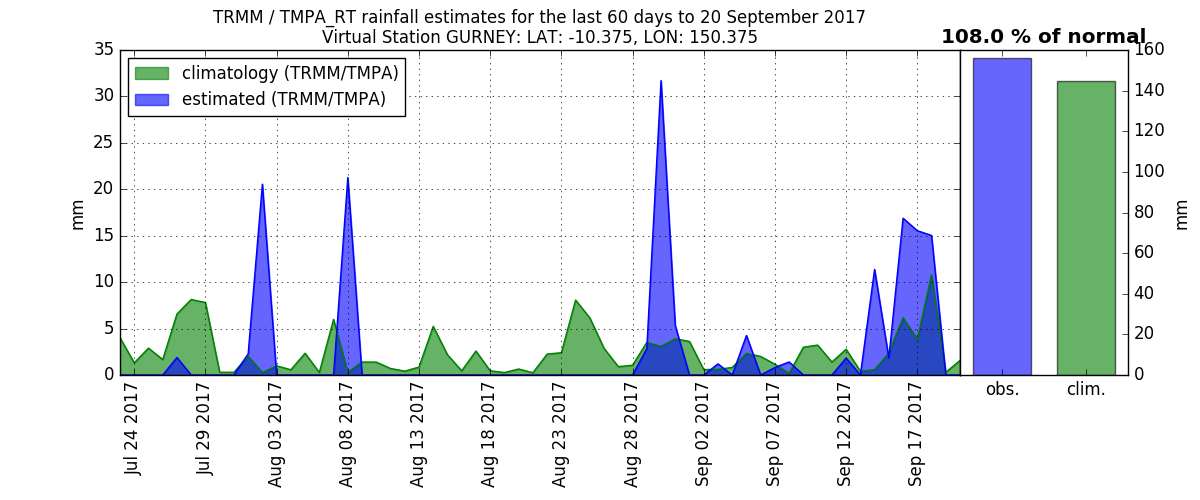 TRMM / TMPA_RT rainfall estimates for the last 60 days to 20 September 2017
Virtual Station GURNEY: LAT: -10.375, LON: 150.375
108.0 % of normal
climatology (TRMM/TMPA)
estimated (TRMM/TMPA)
mm
35
30
25
20
15
10
5
0
Jul 24 2017
Jul 29 2017
Aug 03 2017
Aug 08 2017
Aug 13 2017
Aug 18 2017
Aug 23 2017
Aug 28 2017
Sep 02 2017
Sep 07 2017
Sep 12 2017
Sep 17 2017
160
140
120
100
80
60
40
20
0
mm
obs.
clim.